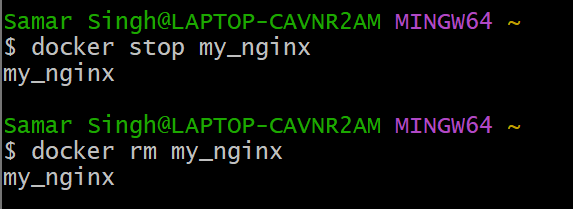 Samar Singh@LAPTOP-CAVNR2AM MINGW64 ~
$ docker stop my_nginx
my_nginx
Samar Singh@LAPTOP-CAVNR2AM MINGW64 ~
$ docker rm my_nginx
my_nginx